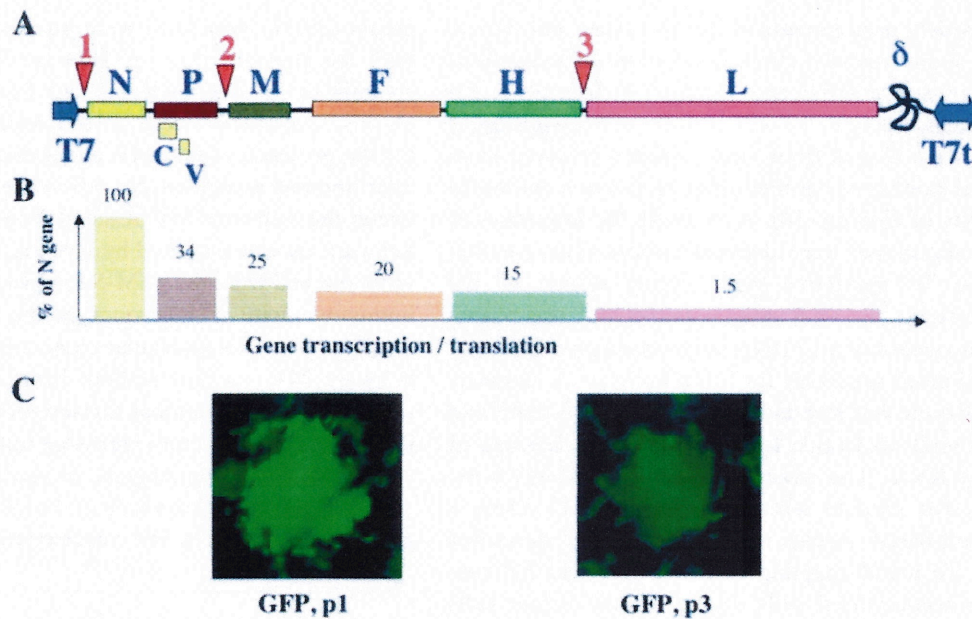 A
1 2 3
N P M F H L δ
T7 C V T7t
B
% of N gene
100 34 25 20 15 1.5
Gene transcription / translation
C
GFP, p1 GFP, p3